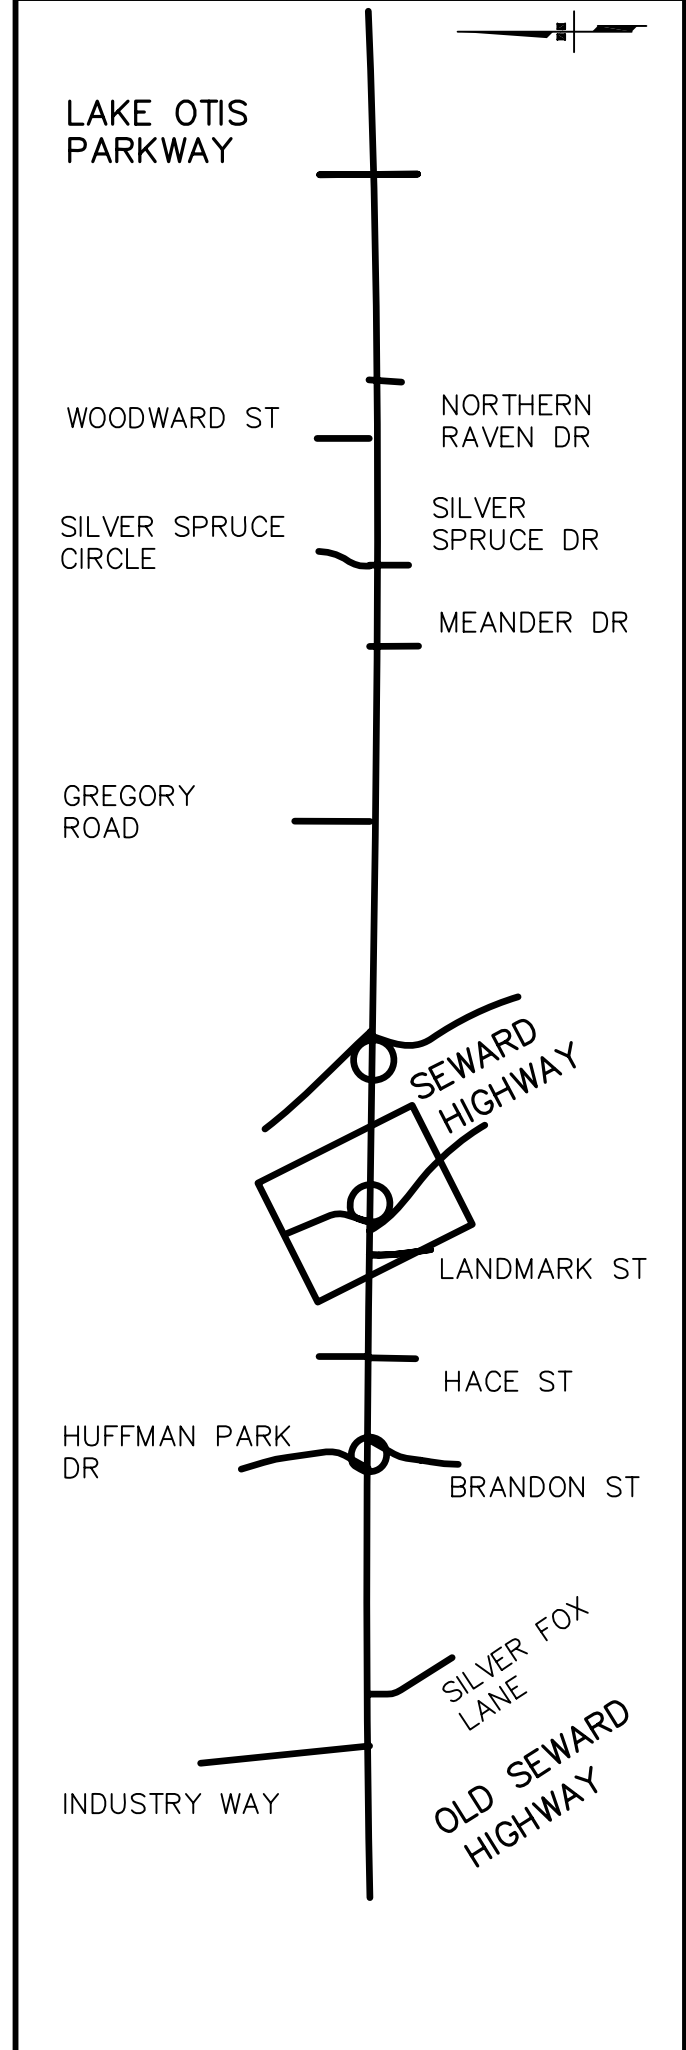 LAKE OTIS
PARKWAY
NORTHERN
RAVEN DR
WOODWARD ST
SILVER
SPRUCE DR
SILVER SPRUCE
CIRCLE
MEANDER DR
GREGORY
ROAD
SEWARD
HIGHWAY
LANDMARK ST
HACE ST
HUFFMAN PARK
DR
BRANDON ST
SILVER FOX
LANE
OLD SEWARD
HIGHWAY
INDUSTRY WAY